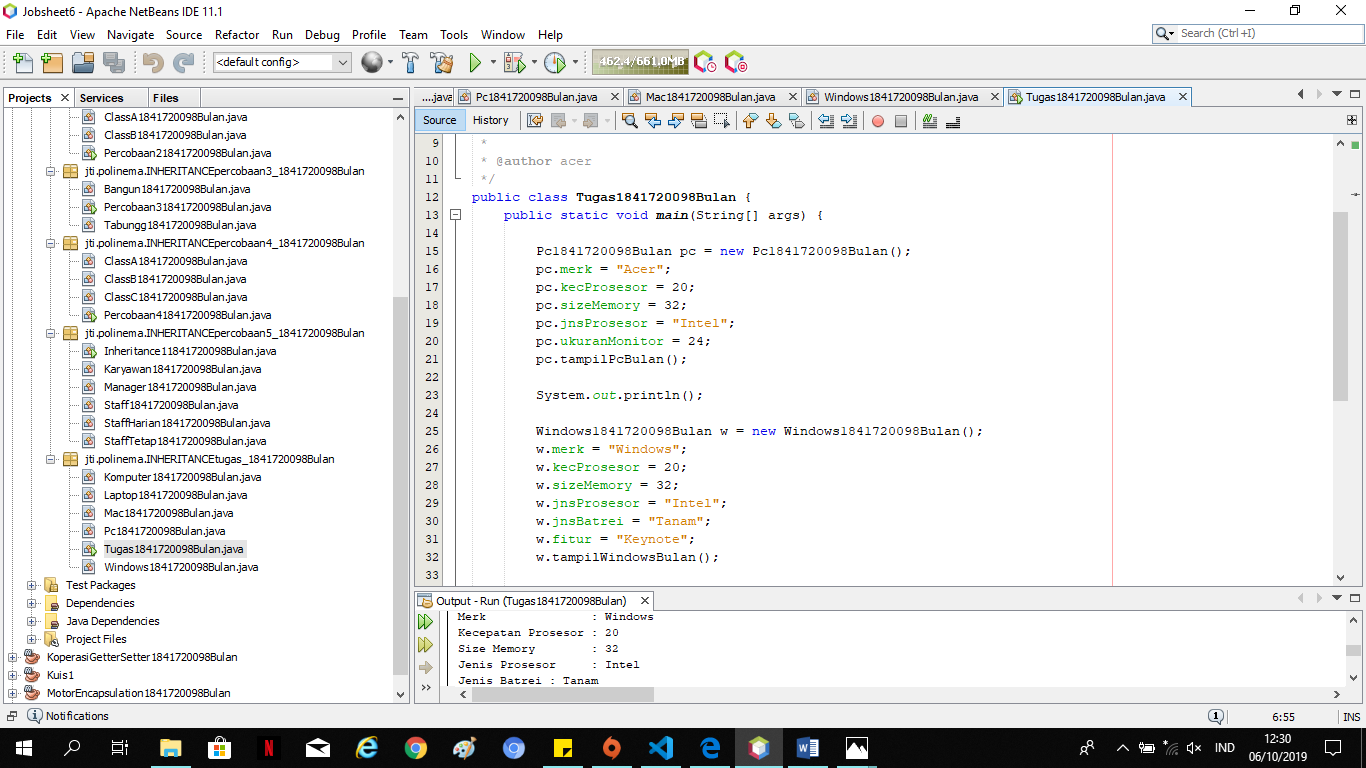 Jobsheet6 - Apache NetBeans IDE 11.1
File Edit View Navigate Source Refactor Run Debug Profile Team Tools Window Help
Search (Ctrl+I)
<default config>
462.4/661.0MB
Projects
Services
Files
ClassA1841720098Bulan.java
ClassB1841720098Bulan.java
Percobaan21841720098Bulan.java
jti.polinema.INHERITANCEpercobaan3_1841720098Bulan
Bangun1841720098Bulan.java
Percobaan31841720098Bulan.java
Tabungg1841720098Bulan.java
jti.polinema.INHERITANCEpercobaan4_1841720098Bulan
ClassA1841720098Bulan.java
ClassB1841720098Bulan.java
ClassC1841720098Bulan.java
Percobaan41841720098Bulan.java
jti.polinema.INHERITANCEpercobaan5_1841720098Bulan
Inheritance11841720098Bulan.java
Karyawan1841720098Bulan.java
Manager1841720098Bulan.java
Staff1841720098Bulan.java
StaffHarian1841720098Bulan.java
StaffTetap1841720098Bulan.java
jti.polinema.INHERITANCEtugas_1841720098Bulan
Komputer1841720098Bulan.java
Laptop1841720098Bulan.java
Mac1841720098Bulan.java
Pc1841720098Bulan.java
Tugas1841720098Bulan.java
Windows1841720098Bulan.java
Test Packages
Dependencies
Java Dependencies
Project Files
KoperasiGetterSetter1841720098Bulan
Kuis1
MotorEncapsulation1841720098Bulan
....java Pc1841720098Bulan.java Mac1841720098Bulan.java Windows1841720098Bulan.java Tugas1841720098Bulan.java
Source History
9 *
10 * @author acer
11 */
12 public class Tugas1841720098Bulan {
13 public static void main(String[] args) {
14
15 Pc1841720098Bulan pc = new Pc1841720098Bulan();
16 pc.merk = "Acer";
17 pc.kecProsesor = 20;
18 pc.sizeMemory = 32;
19 pc.jnsProsesor = "Intel";
20 pc.ukuranMonitor = 24;
21 pc.tampilPcBulan();
22
23 System.out.println();
24
25 Windows1841720098Bulan w = new Windows1841720098Bulan();
26 w.merk = "Windows";
27 w.kecProsesor = 20;
28 w.sizeMemory = 32;
29 w.jnsProsesor = "Intel";
30 w.jnsBatrei = "Tanam";
31 w.fitur = "Keynote";
32 w.tampilWindowsBulan();
33
Output - Run (Tugas1841720098Bulan)
Merk : Windows
Kecepatan Prosesor : 20
Size Memory : 32
Jenis Prosesor : Intel
Jenis Batrei : Tanam
Notifications
6:55
INS
IND
12:30
06/10/2019